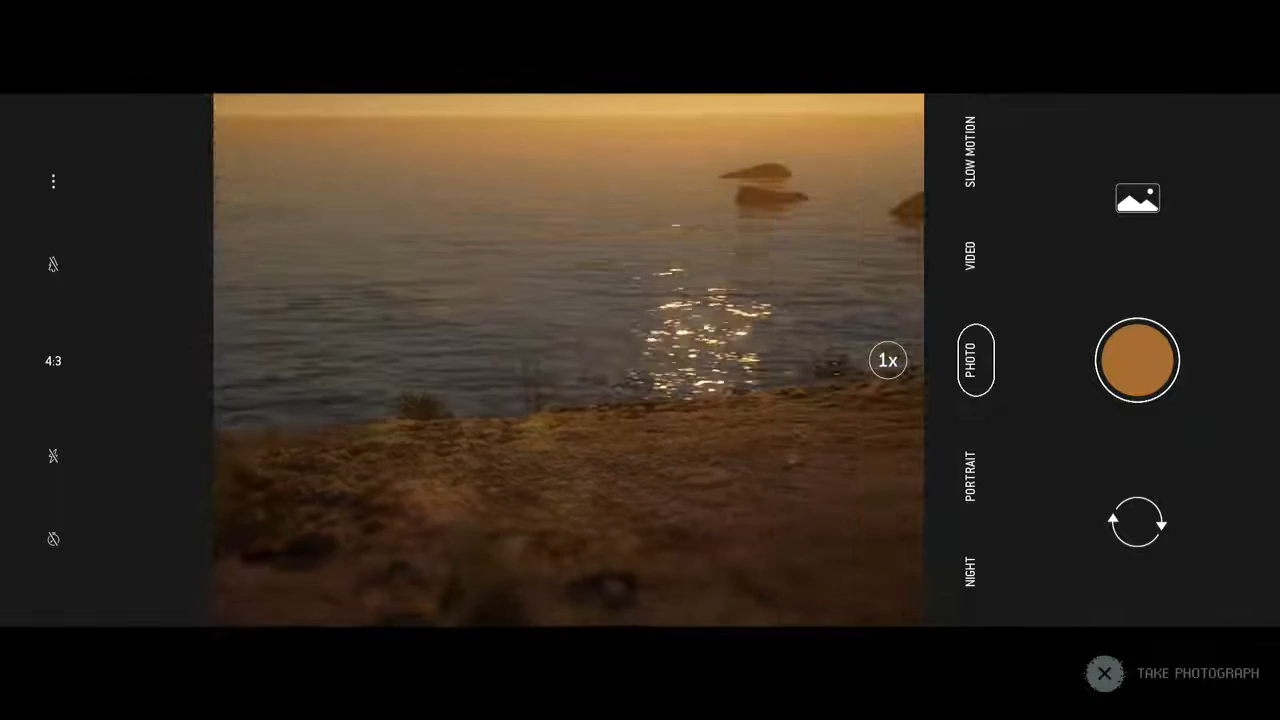 4:3
1x
SLOW MOTION
VIDEO
PHOTO
PORTRAIT
NIGHT
TAKE PHOTOGRAPH